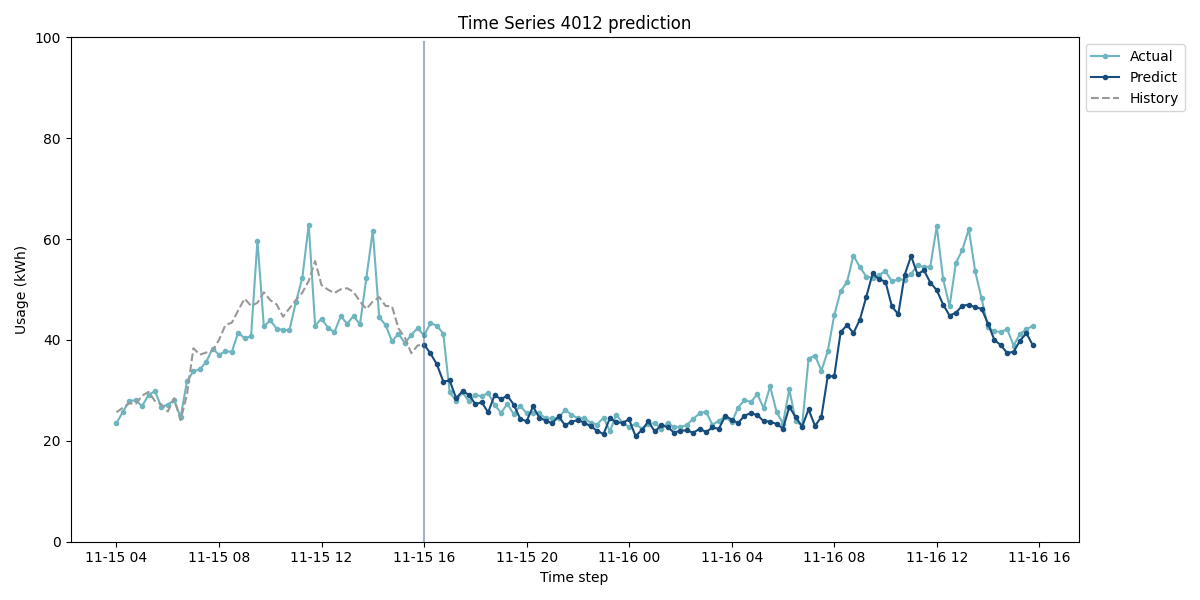 Time Series 4012 prediction
100
80
60
40
20
0
Usage (kWh)
11-15 04 11-15 08 11-15 12 11-15 16 11-15 20 11-16 00 11-16 04 11-16 08 11-16 12 11-16 16
Time step
Actual
Predict
History